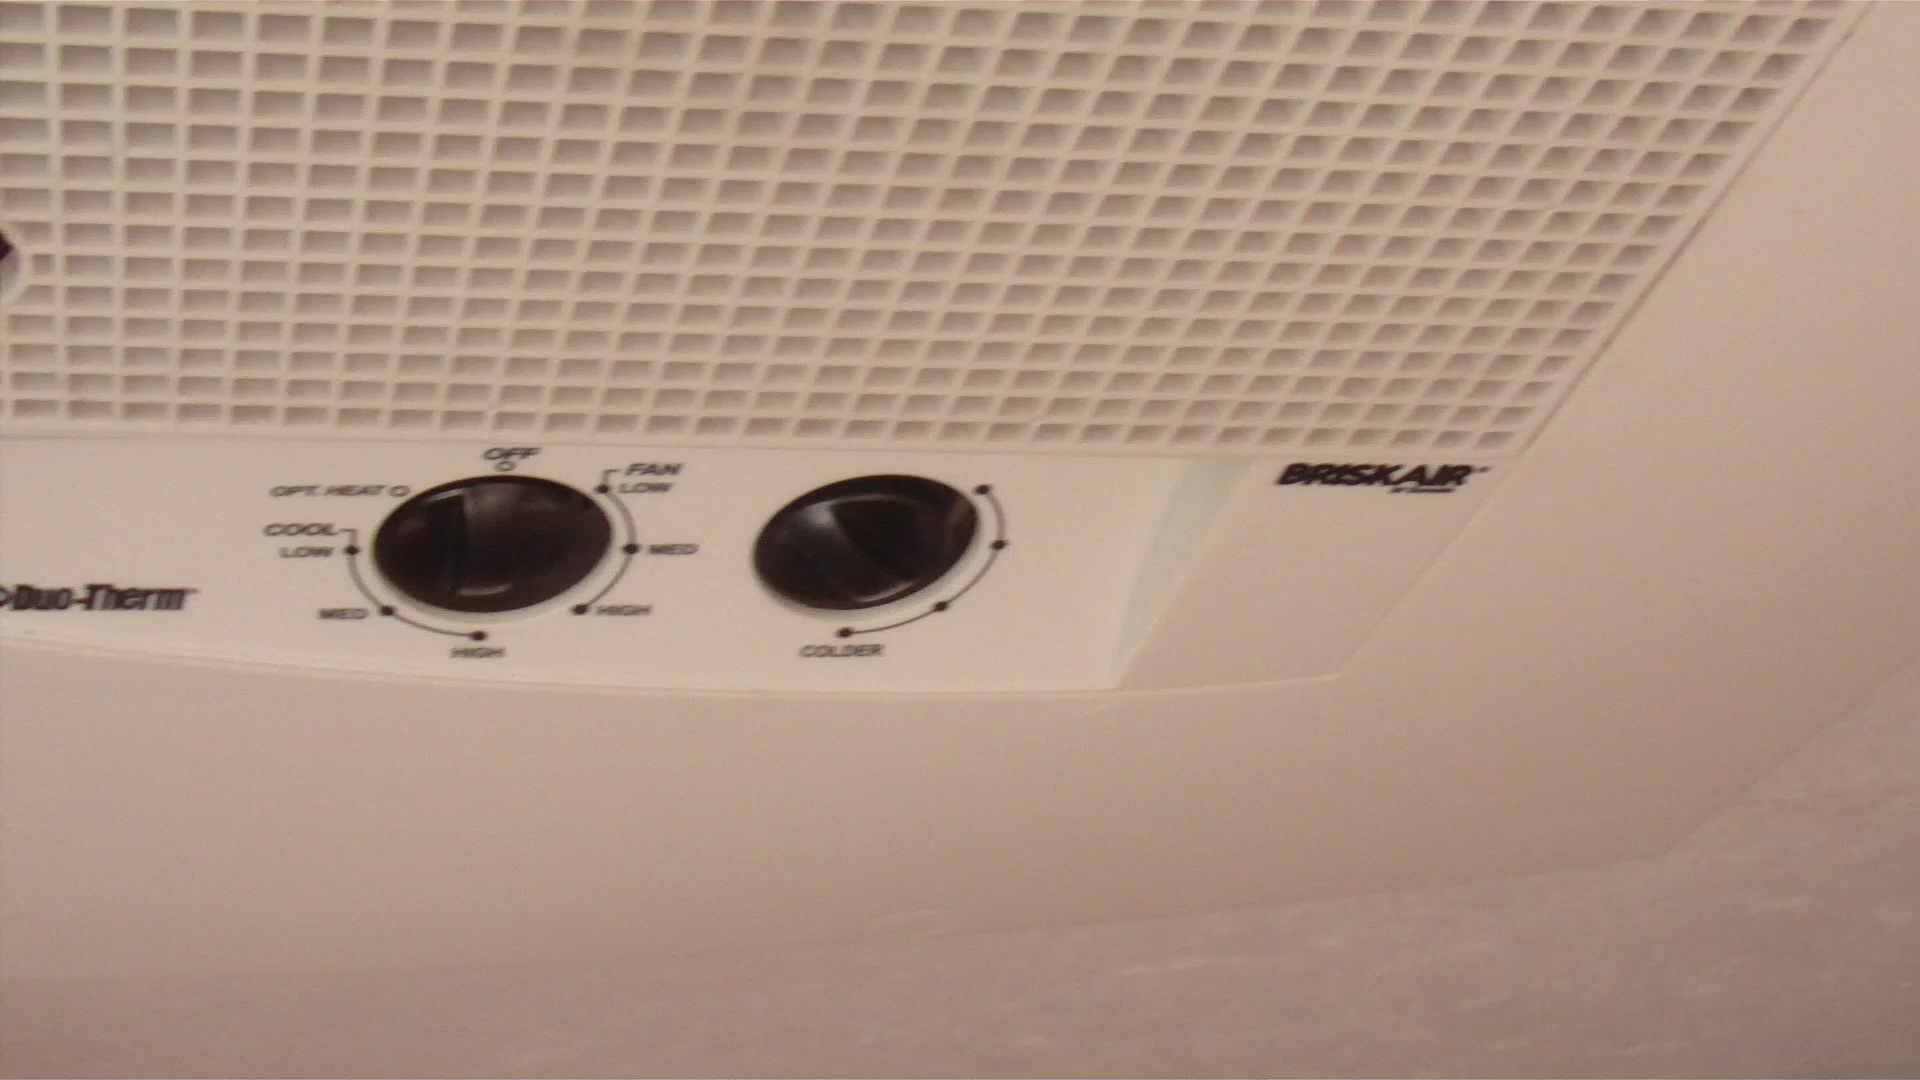 OFF
OPT. HEAT
FAN
LOW
COOL
LOW
MED
MED
HIGH
HIGH
COLDER
Duo-Therm
BRISKAIR